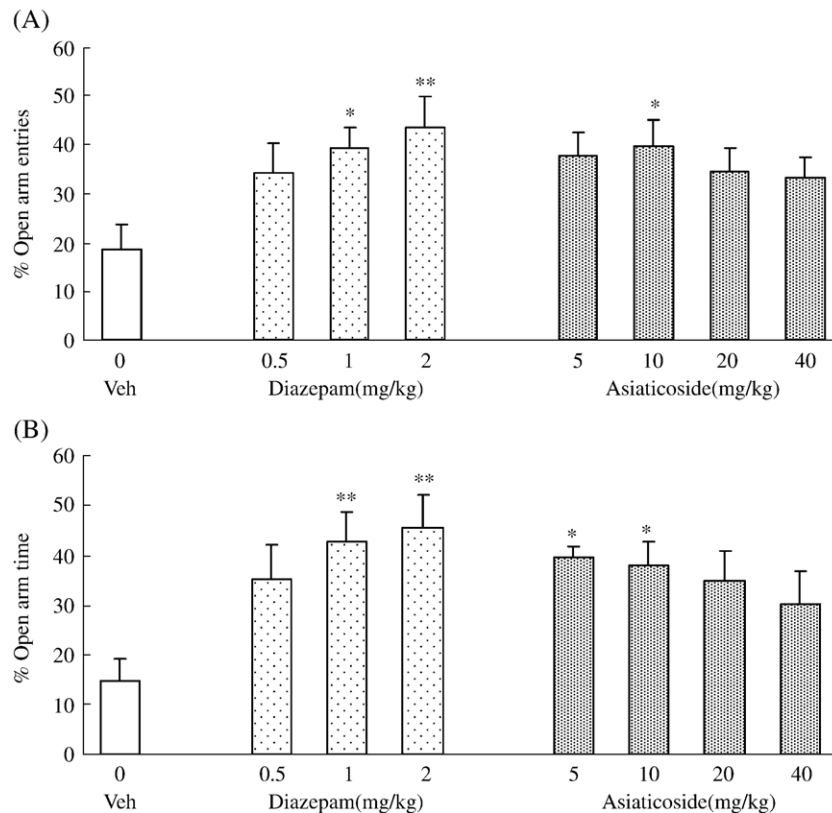 (A)
60
50
40
30
20
10
0
% Open arm entries
* ** *
0 0.5 1 2 5 10 20 40
Veh Diazepam(mg/kg) Asiaticoside(mg/kg)
(B)
60
50
40
30
20
10
0
% Open arm time
** ** * *
0 0.5 1 2 5 10 20 40
Veh Diazepam(mg/kg) Asiaticoside(mg/kg)